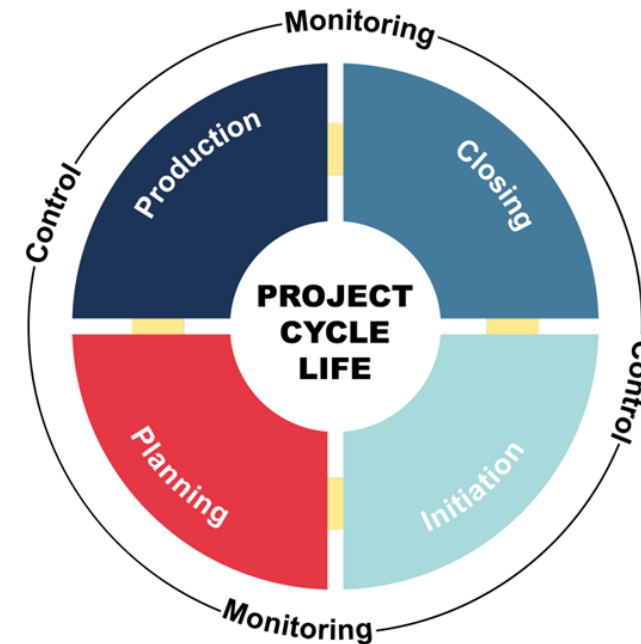 Monitoring
Production
Closing
Control
PROJECT
CYCLE
LIFE
Control
Planning
Initiation
Monitoring